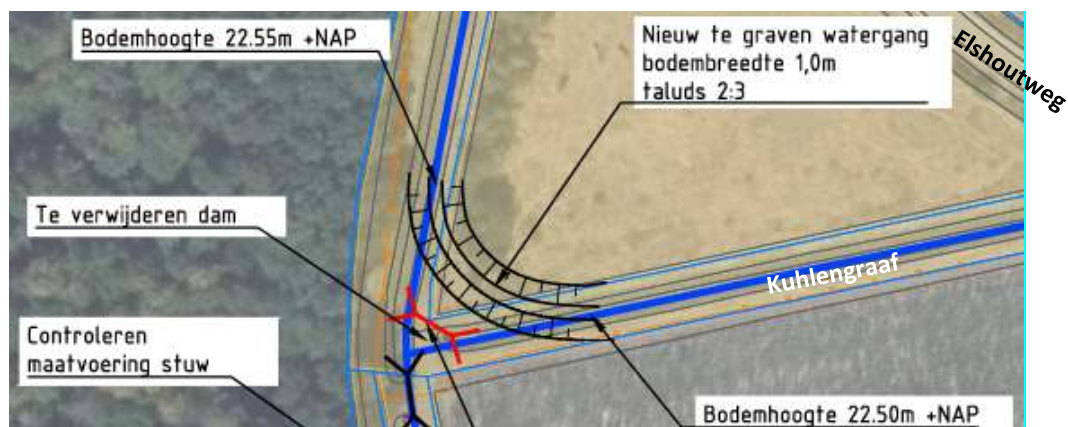 Bodemhoogte 22.55m +NAP
Nieuw te graven watergang
bodembreedte 1,0m
taluds 2:3
Elshoutweg
Te verwijderen dam
Kuhlengraaf
Controleren
maatvoering stuw
Bodemhoogte 22.50m +NAP